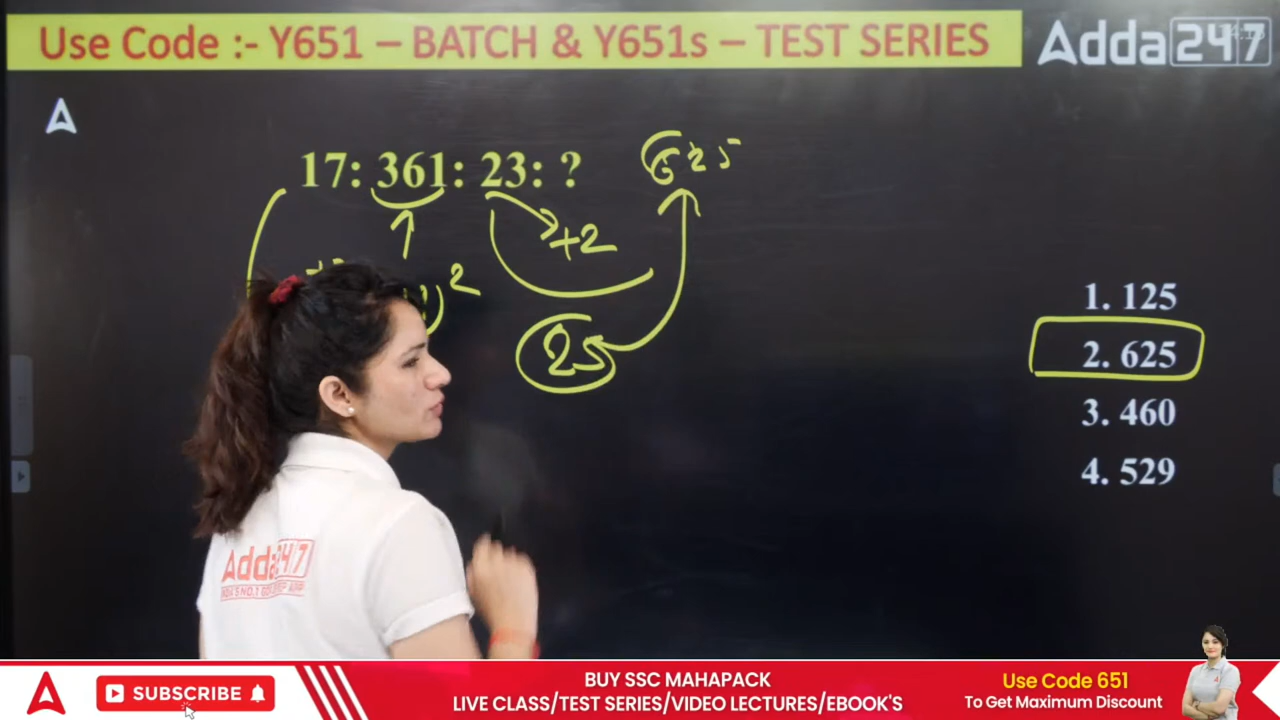 Use Code :- Y651 – BATCH & Y651s – TEST SERIES
Adda247
17: 361: 23: ?
625
+2
2
25
1. 125
2. 625
3. 460
4. 529
Adda247
SUBSCRIBE
BUY SSC MAHAPACK
LIVE CLASS/TEST SERIES/VIDEO LECTURES/EBOOK'S
Use Code 651
To Get Maximum Discount